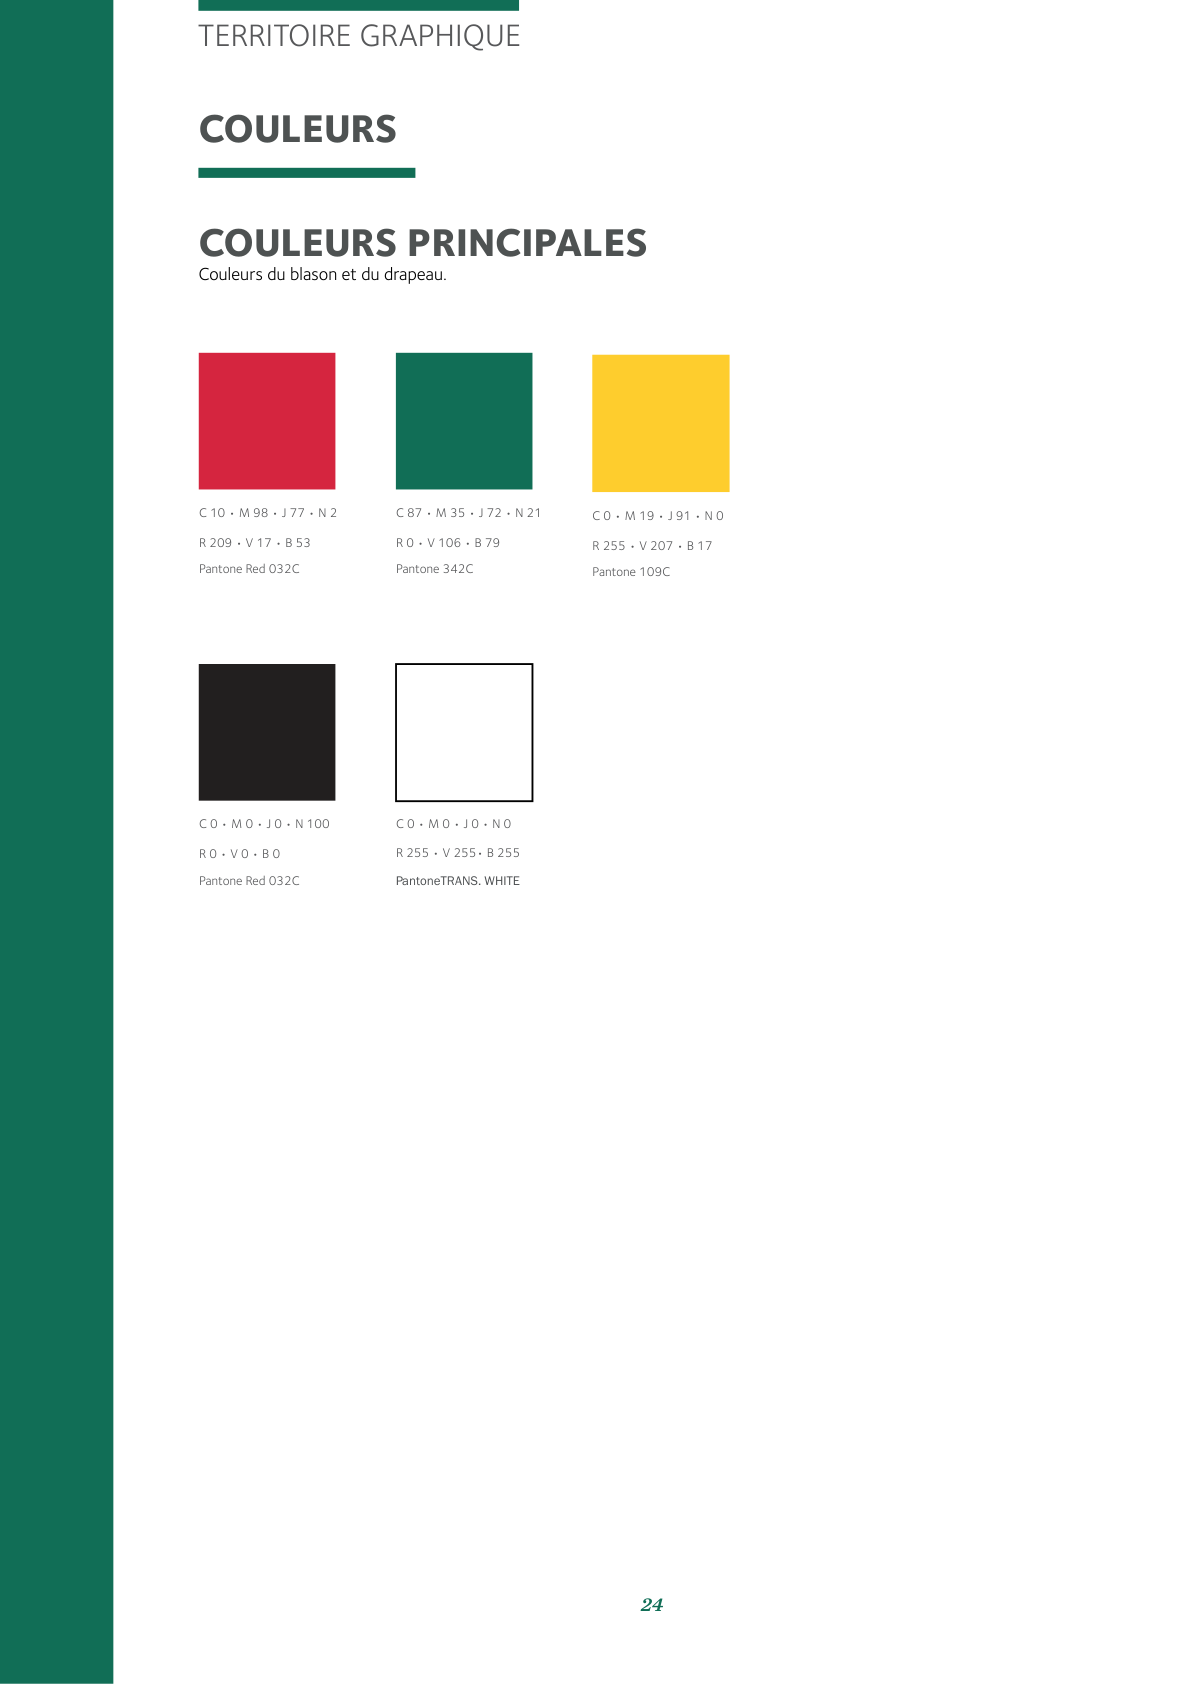 TERRITOIRE GRAPHIQUE
COULEURS
COULEURS PRINCIPALES
Couleurs du blason et du drapeau.
C 10 • M 98 • J 77 • N 2
R 209 • V 17 • B 53
Pantone Red 032C
C 87 • M 35 • J 72 • N 21
R 0 • V 106 • B 79
Pantone 342C
C 0 • M 19 • J 91 • N 0
R 255 • V 207 • B 17
Pantone 109C
C 0 • M 0 • J 0 • N 100
R 0 • V 0 • B 0
Pantone Red 032C
C 0 • M 0 • J 0 • N 0
R 255 • V 255• B 255
PantoneTRANS. WHITE
24